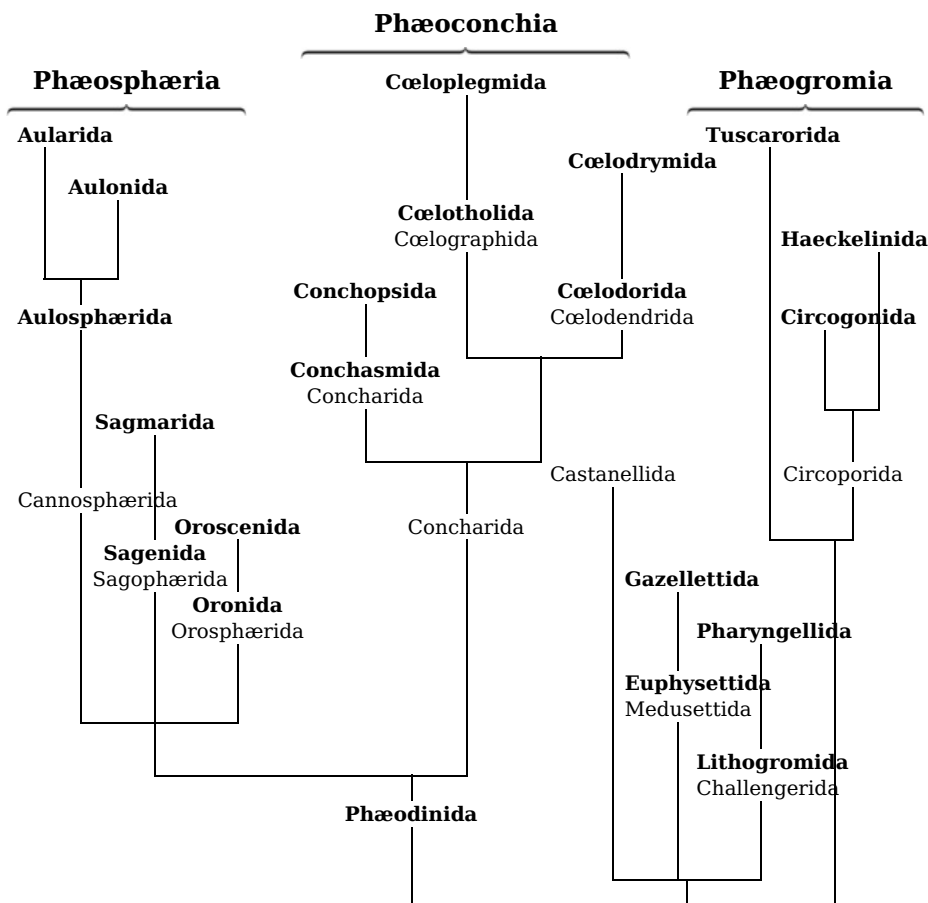 Phæoconchia
Phæosphæria
Cœloplegmida
Phæogromia
Aularida
Tuscarorida
Cœlodrymida
Aulonida
Cœlotholida
Cœlographida
Haeckelinida
Conchopsida
Cœlodorida
Cœlodendrida
Aulosphærida
Circogonida
Conchasmida
Concharida
Sagmarida
Castanellida
Circoporida
Cannosphærida
Oroscenida
Concharida
Sagenida
Sagophærida
Gazellettida
Oronida
Orosphærida
Pharyngellida
Euphysettida
Medusettida
Lithogromida
Challengerida
Phæodinida